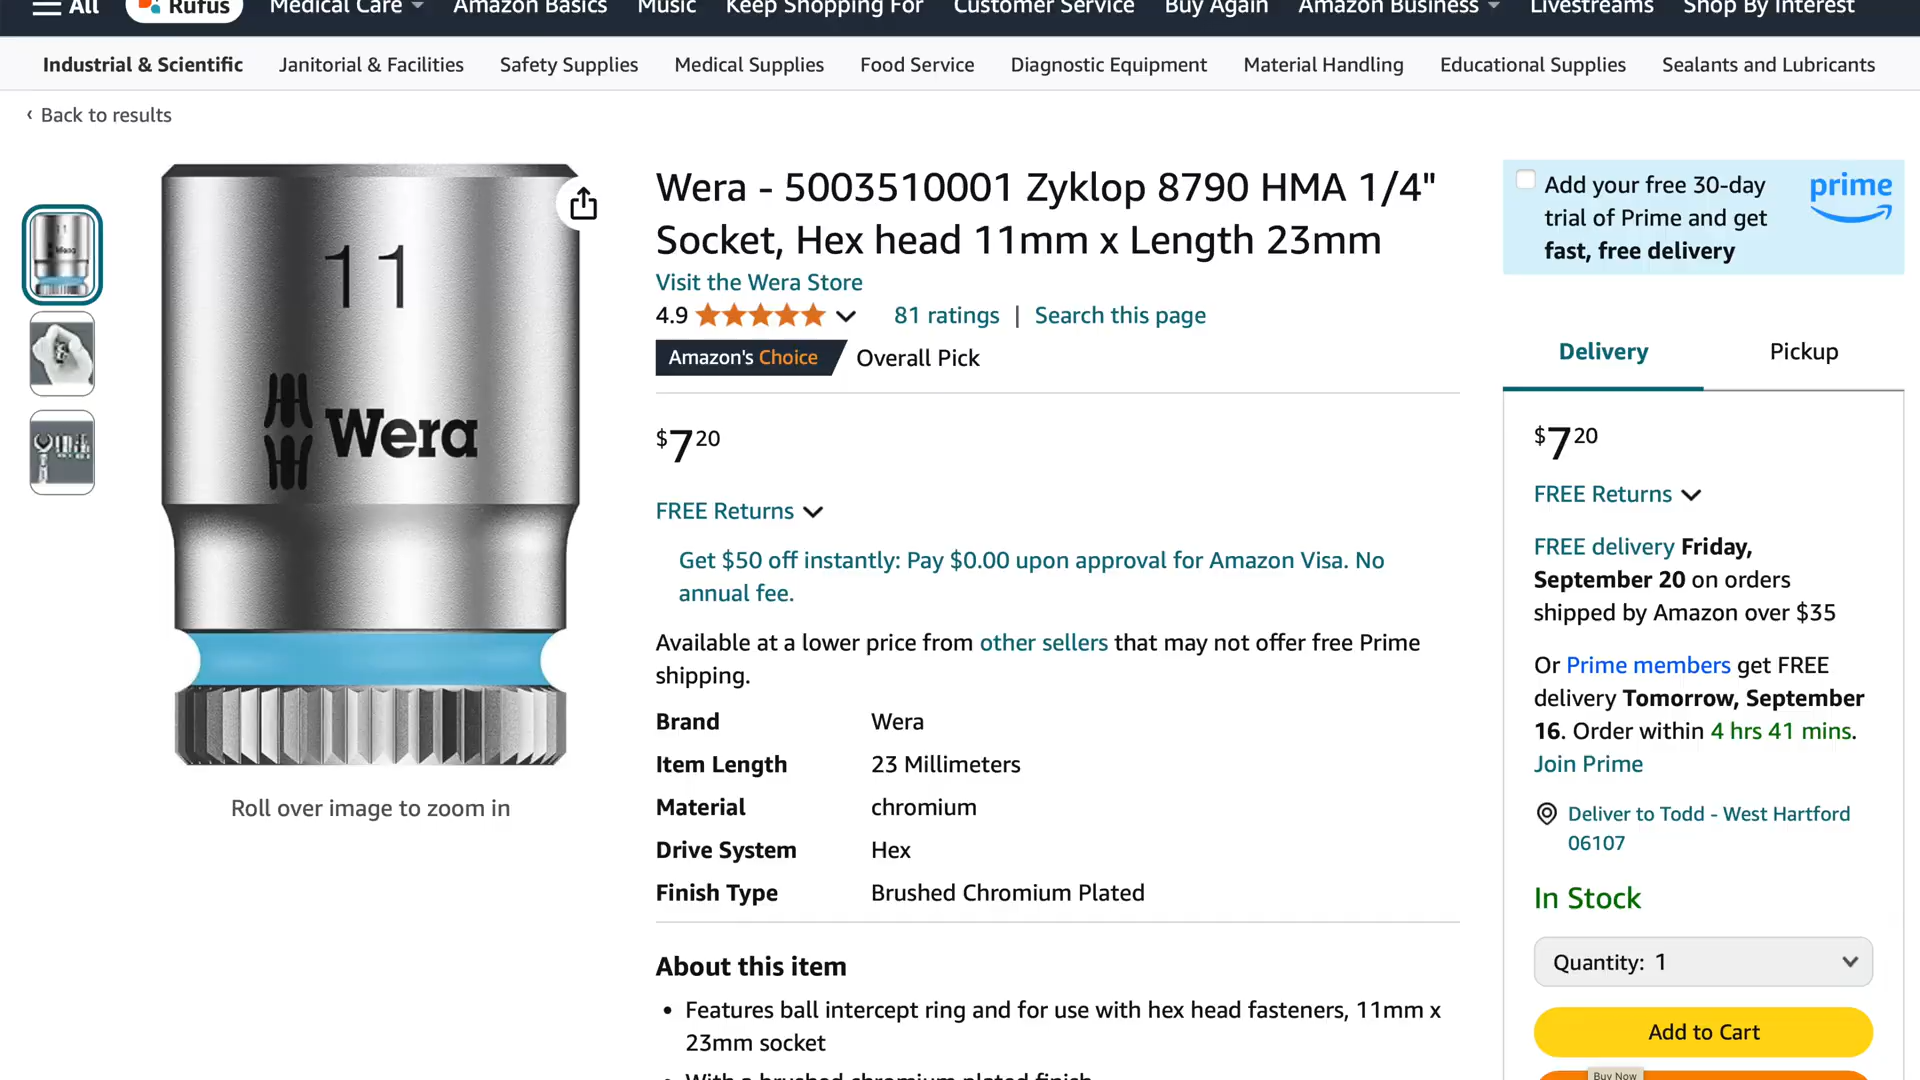 All
Rufus
Medical Care
Amazon Basics
Music
Keep Shopping For
Customer Service
Buy Again
Amazon Business
Livestreams
Shop By Interest
Industrial & Scientific
Janitorial & Facilities
Safety Supplies
Medical Supplies
Food Service
Diagnostic Equipment
Material Handling
Educational Supplies
Sealants and Lubricants
‹ Back to results
11
Wera
Roll over image to zoom in
Wera - 5003510001 Zyklop 8790 HMA 1/4"
Socket, Hex head 11mm x Length 23mm
Visit the Wera Store
4.9
81 ratings | Search this page
Amazon's Choice Overall Pick
$7 20
FREE Returns
Get $50 off instantly: Pay $0.00 upon approval for Amazon Visa. No
annual fee.
Available at a lower price from other sellers that may not offer free Prime
shipping.
Brand Wera
Item Length 23 Millimeters
Material chromium
Drive System Hex
Finish Type Brushed Chromium Plated
About this item
• Features ball intercept ring and for use with hex head fasteners, 11mm x
23mm socket
• With a brushed chromium plated finish
Add your free 30-day
trial of Prime and get
fast, free delivery
prime
Delivery
Pickup
$7 20
FREE Returns
FREE delivery Friday,
September 20 on orders
shipped by Amazon over $35
Or Prime members get FREE
delivery Tomorrow, September
16. Order within 4 hrs 41 mins.
Join Prime
Deliver to Todd - West Hartford
06107
In Stock
Quantity: 1
Add to Cart
Buy Now